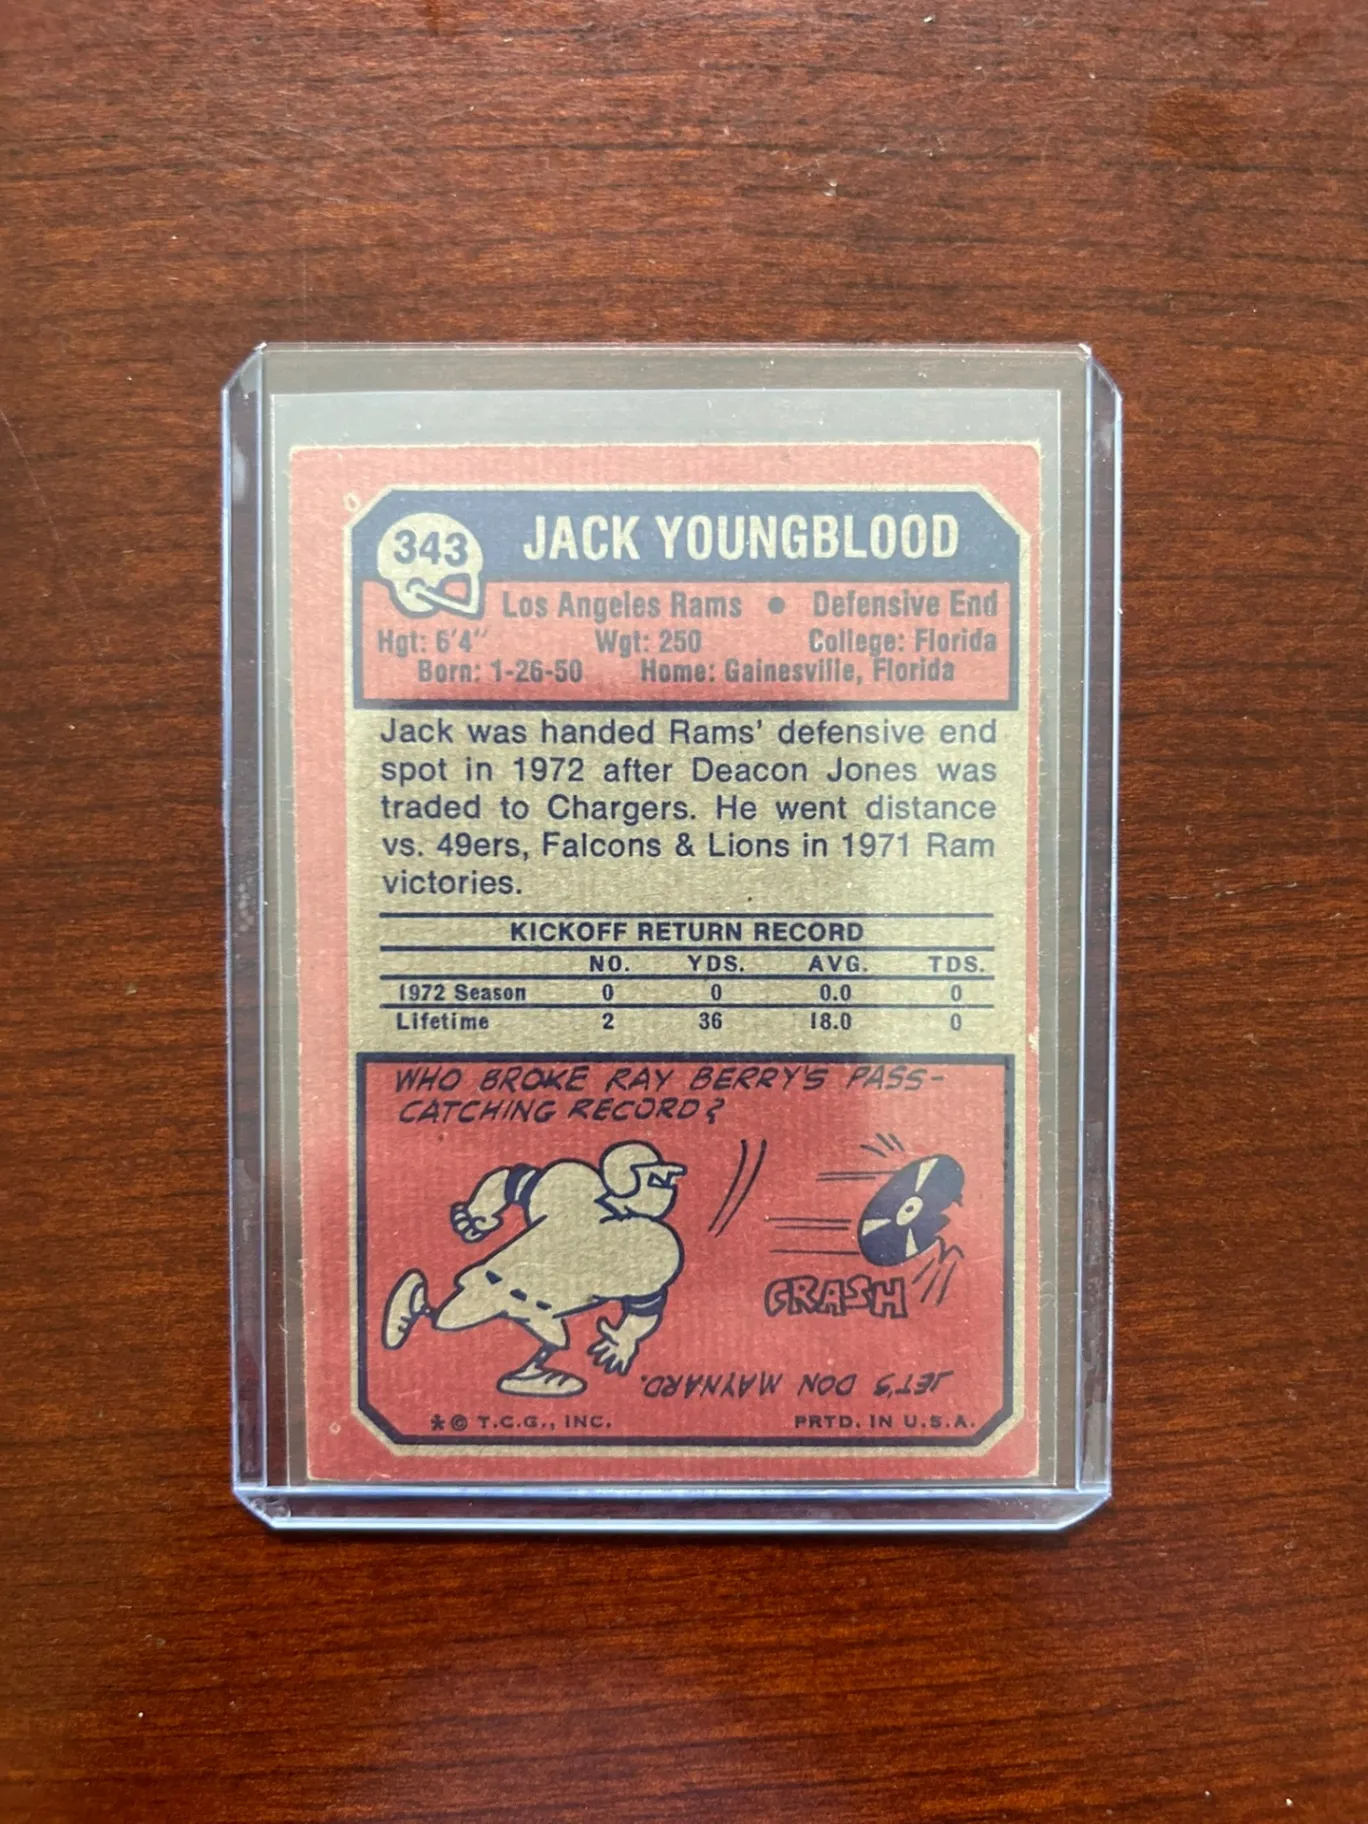 343
JACK YOUNGBLOOD
Los Angeles Rams • Defensive End
Hgt: 6'4" Wgt: 250 College: Florida
Born: 1-26-50 Home: Gainesville, Florida
Jack was handed Rams' defensive end
spot in 1972 after Deacon Jones was
traded to Chargers. He went distance
vs. 49ers, Falcons & Lions in 1971 Ram
victories.
KICKOFF RETURN RECORD
NO. YDS. AVG. TDS.
1972 Season 0 0 0.0 0
Lifetime 2 36 18.0 0
WHO BROKE RAY BERRY'S PASS-
CATCHING RECORD?
CRASH
JET'S DON MAYNARD.
* © T.C.G., INC. PRTD. IN U.S.A.